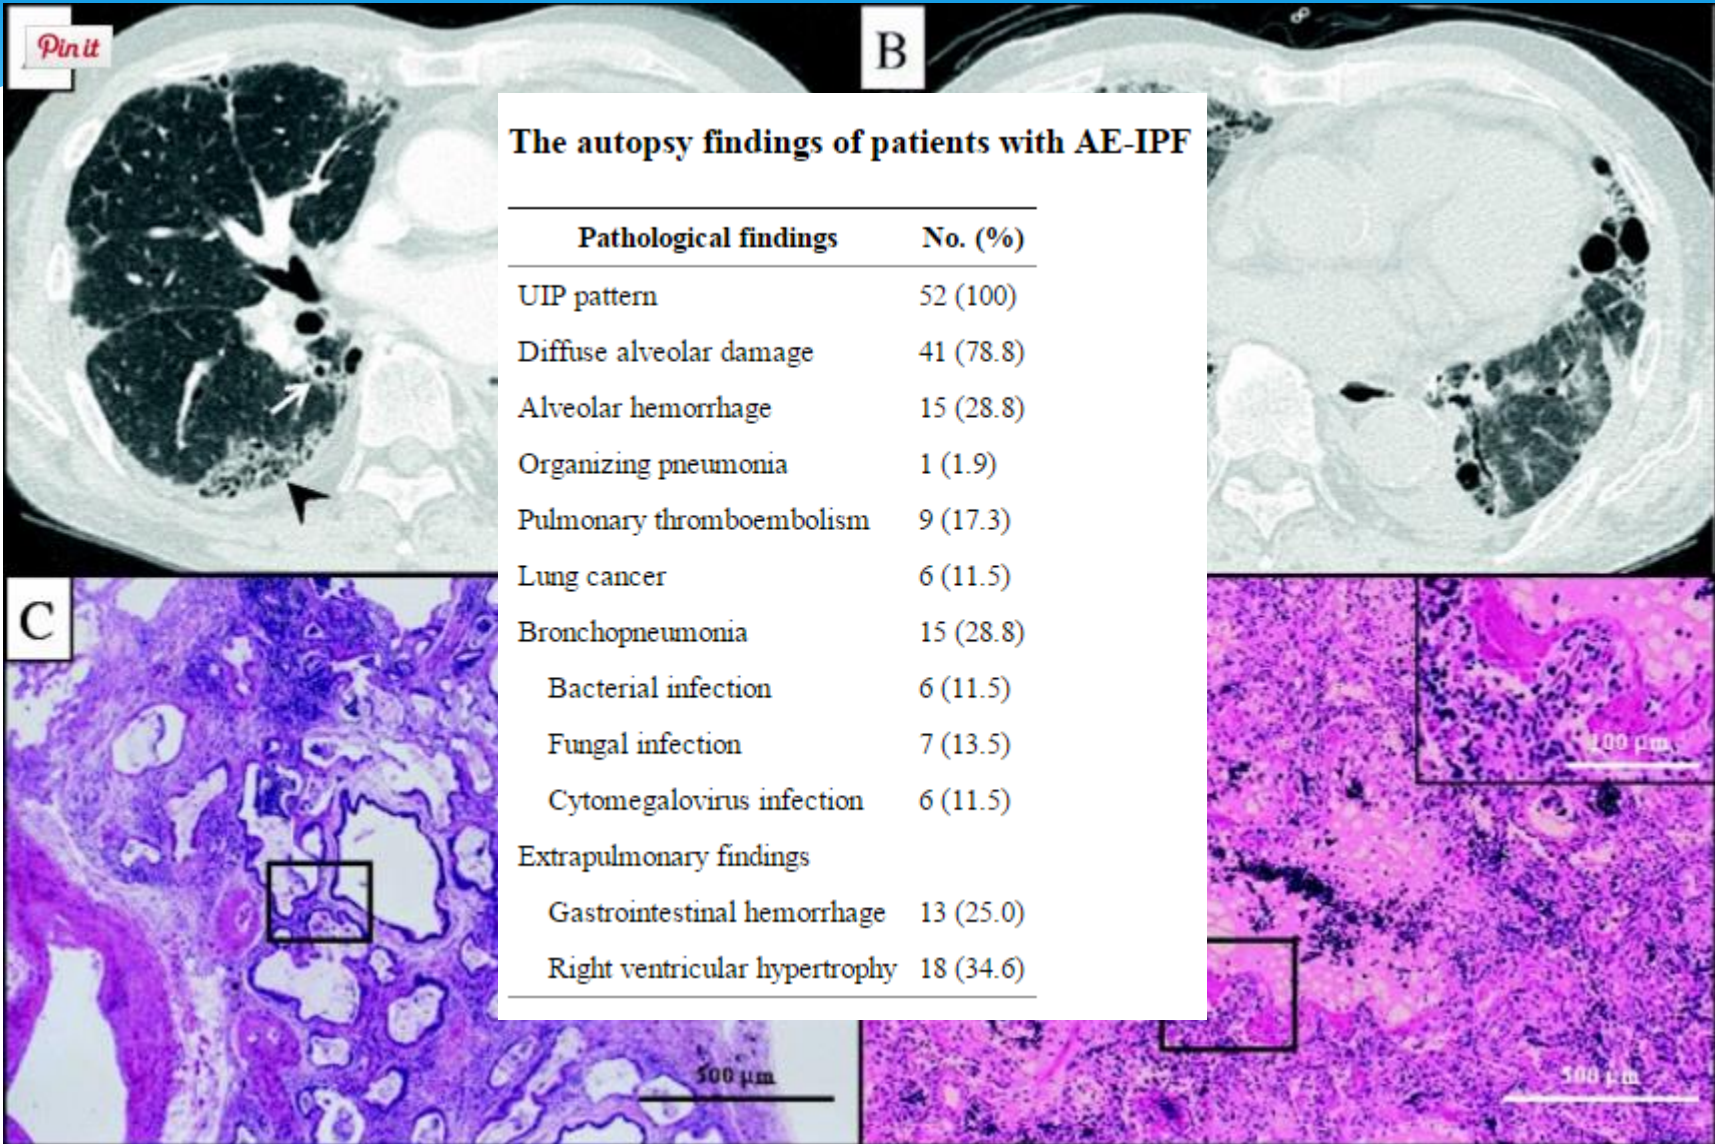 Pin it
B
The autopsy findings of patients with AE-IPF
Pathological findings No. (%)
UIP pattern 52 (100)
Diffuse alveolar damage 41 (78.8)
Alveolar hemorrhage 15 (28.8)
Organizing pneumonia 1 (1.9)
Pulmonary thromboembolism 9 (17.3)
Lung cancer 6 (11.5)
Bronchopneumonia 15 (28.8)
Bacterial infection 6 (11.5)
Fungal infection 7 (13.5)
Cytomegalovirus infection 6 (11.5)
Extrapulmonary findings
Gastrointestinal hemorrhage 13 (25.0)
Right ventricular hypertrophy 18 (34.6)
C
100 µm
500 µm
500 µm